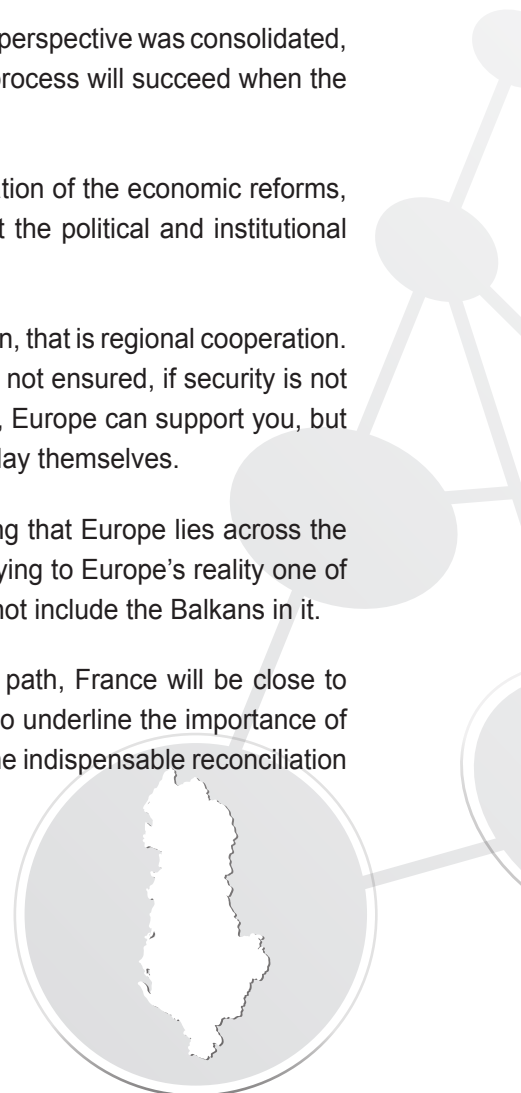 perspective was consolidated,
process will succeed when the
tion of the economic reforms,
t the political and institutional
n, that is regional cooperation.
not ensured, if security is not
, Europe can support you, but
lay themselves.
ng that Europe lies across the
ying to Europe's reality one of
not include the Balkans in it.
path, France will be close to
o underline the importance of
ne indispensable reconciliation